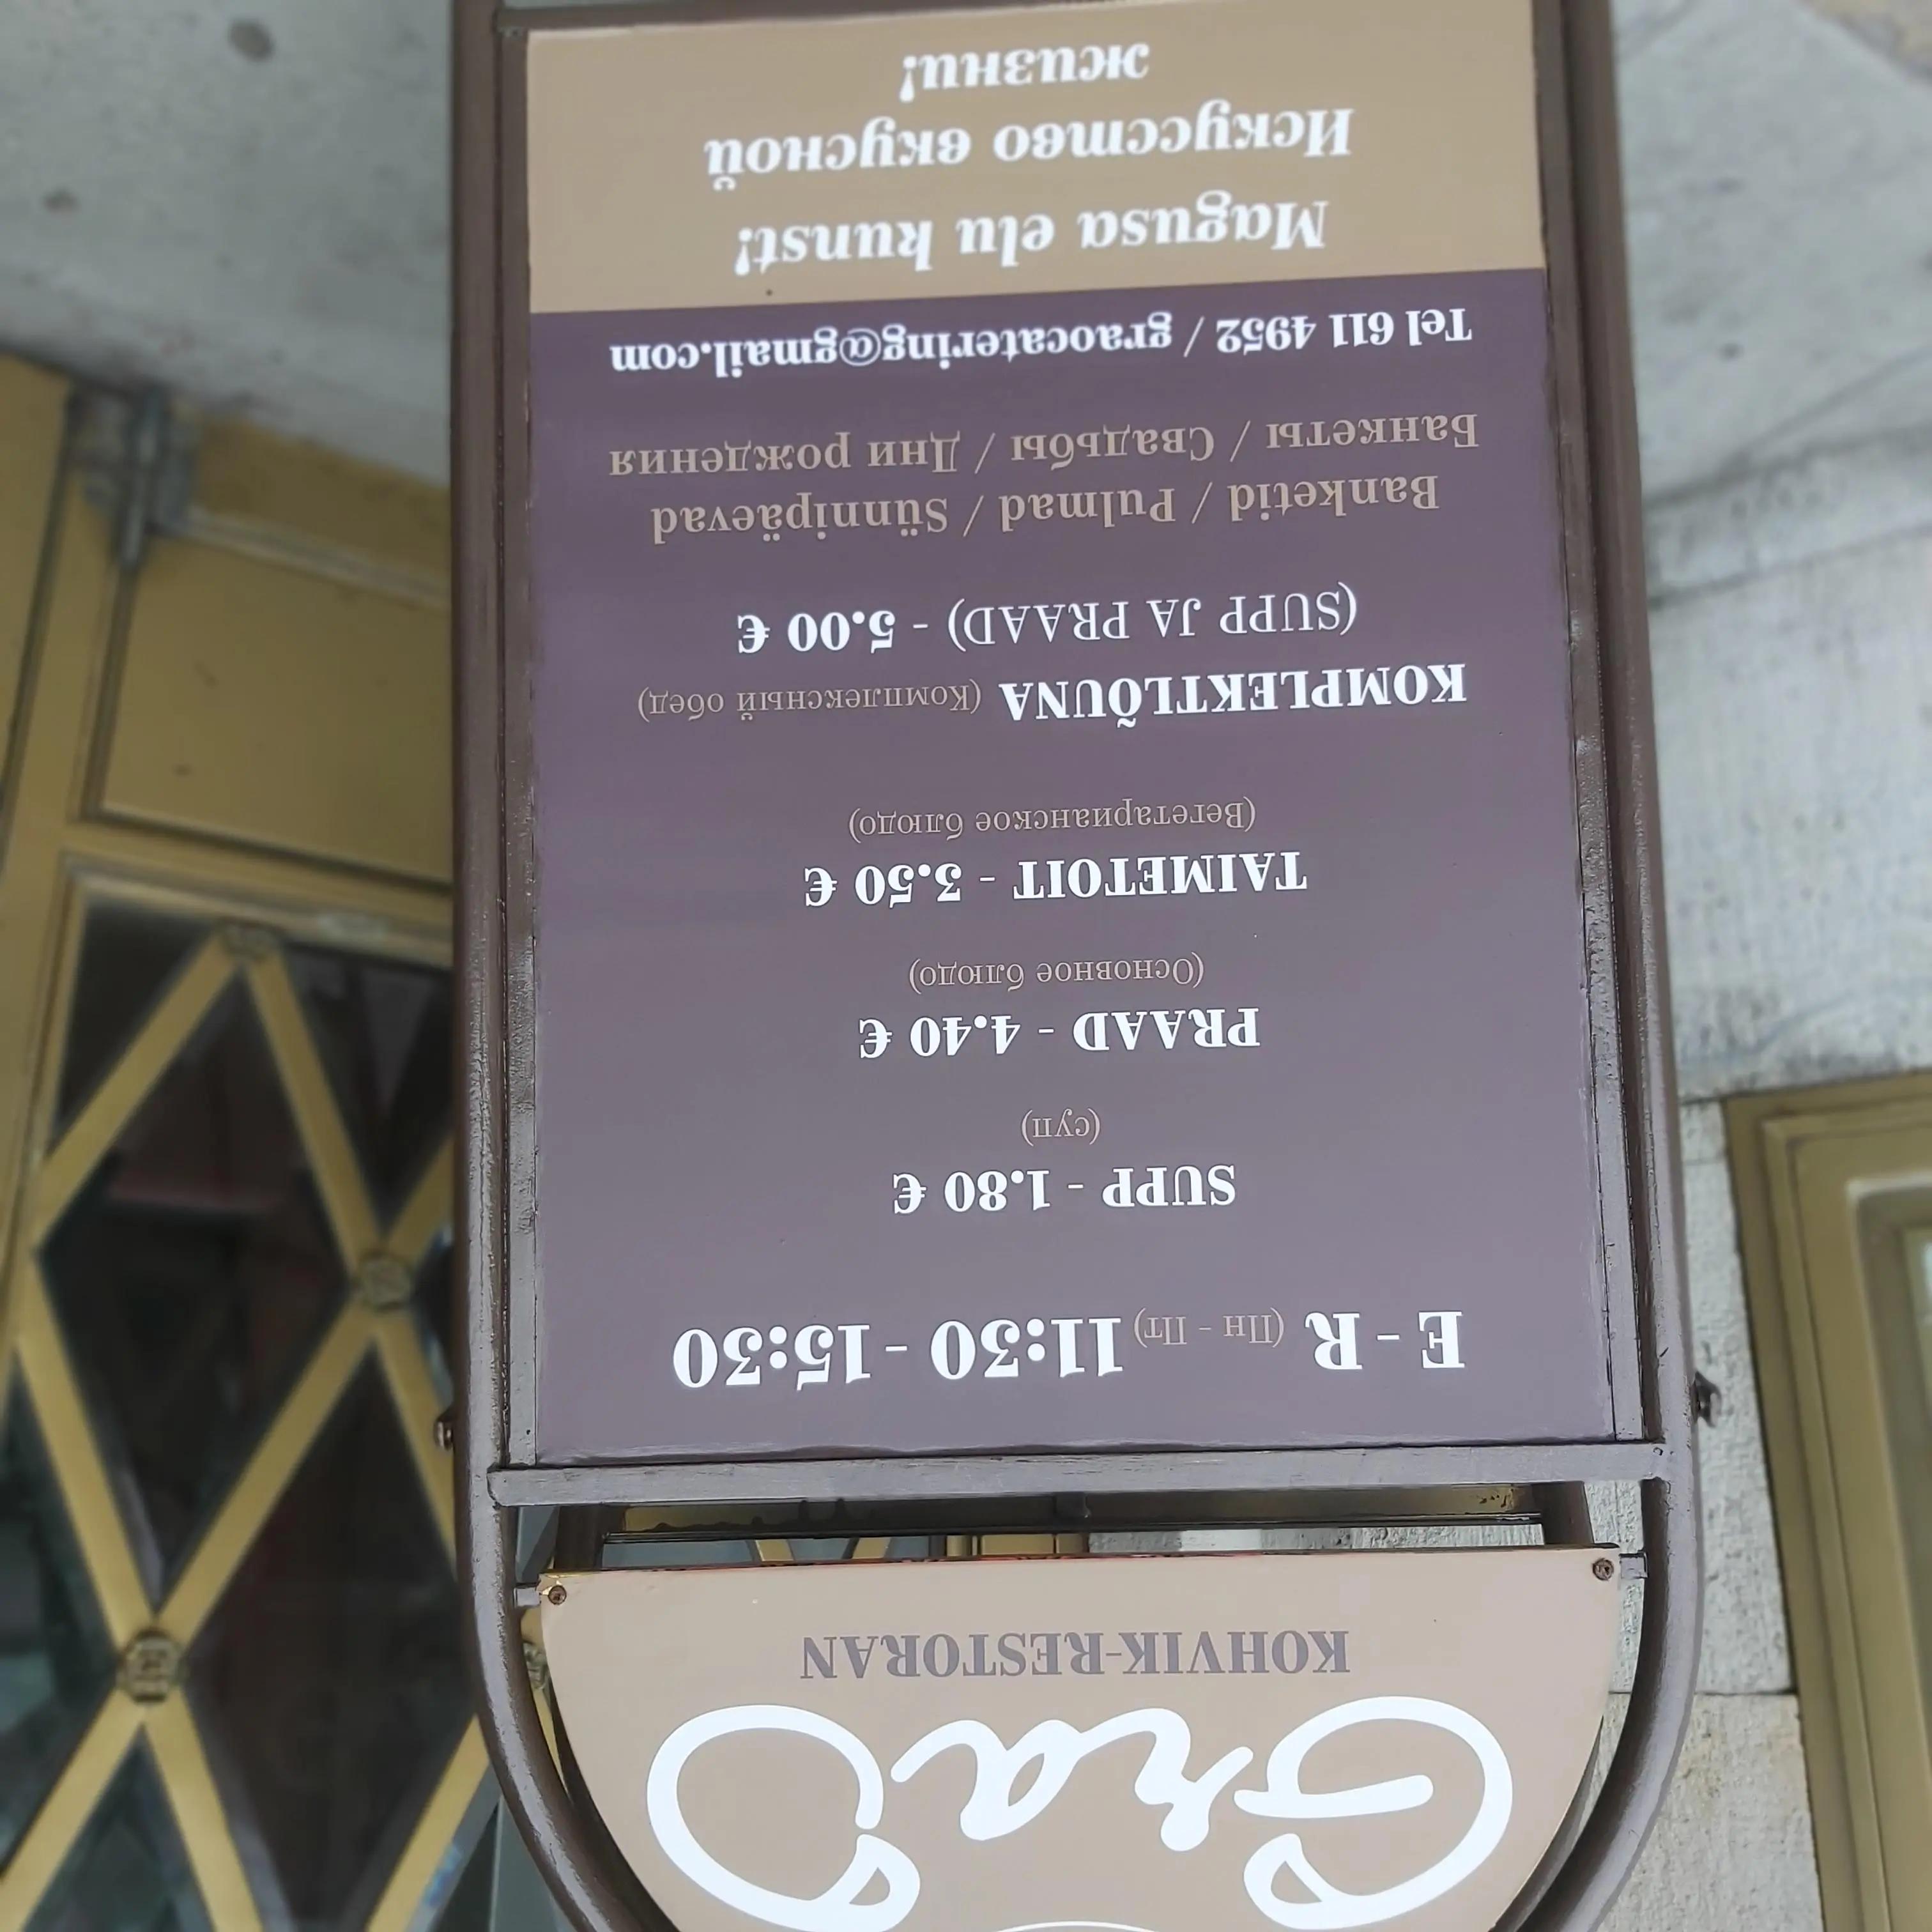 Grao
KOHVIK-RESTORAN
E - R (Пн - Пт) 11:30 - 15:30
SUPP - 1.80 €
(суп)
PRAAD - 4.40 €
(Основное блюдо)
TAIMETOIT - 3.50 €
(Вегетарианское блюдо)
KOMPLEKTLÕUNA (Комплексный обед)
(SUPP JA PRAAD) - 5.00 €
Banketid / Pulmad / Sünnipäevad
Банкеты / Свадьбы / Дни рождения
Tel 611 4952 / graocatering@gmail.com
Magusa elu kunst!
Искусство вкусной
жизни!